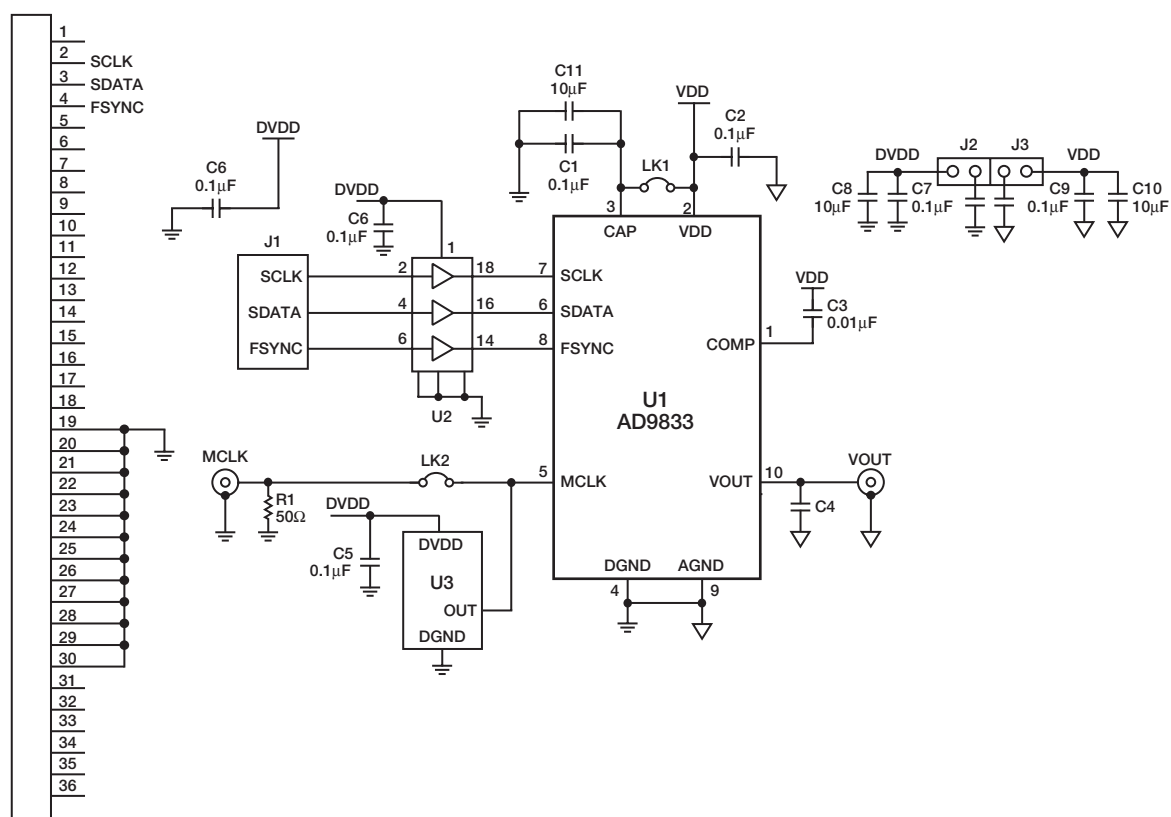 1
2 SCLK
3 SDATA
4 FSYNC
5
6
7
8
9
10
11
12
13
14
15
16
17
18
19
20
21
22
23
24
25
26
27
28
29
30
31
32
33
34
35
36
DVDD
C6
0.1µF
C11
10µF
C1
0.1µF
LK1
VDD
C2
0.1µF
3
2
CAP
VDD
DVDD
C6
0.1µF
1
J1
SCLK
2
18
7
SCLK
SDATA
4
16
6
SDATA
FSYNC
6
14
8
FSYNC
U2
DVDD
J2
J3
VDD
C8
10µF
C7
0.1µF
C9
0.1µF
C10
10µF
VDD
C3
0.01µF
1
COMP
U1
AD9833
MCLK
LK2
5
MCLK
R1
50Ω
VOUT
10
VOUT
C4
DVDD
C5
0.1µF
DVDD
U3
OUT
DGND
DGND
AGND
4
9